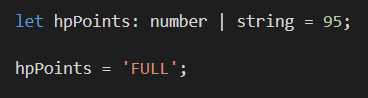 let hpPoints: number | string = 95;
hpPoints = 'FULL';